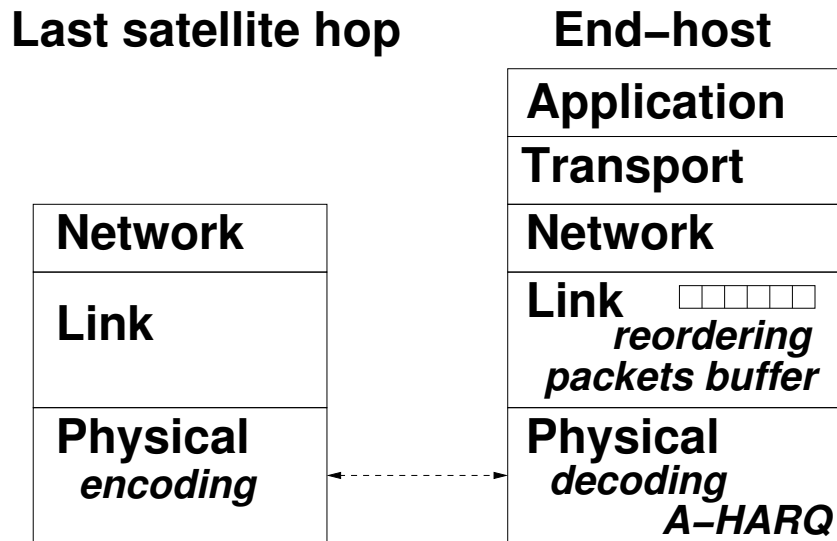 Last satellite hop
Network
Link
Physical
encoding
End−host
Application
Transport
Network
Link
reordering
packets buffer
Physical
decoding
A−HARQ